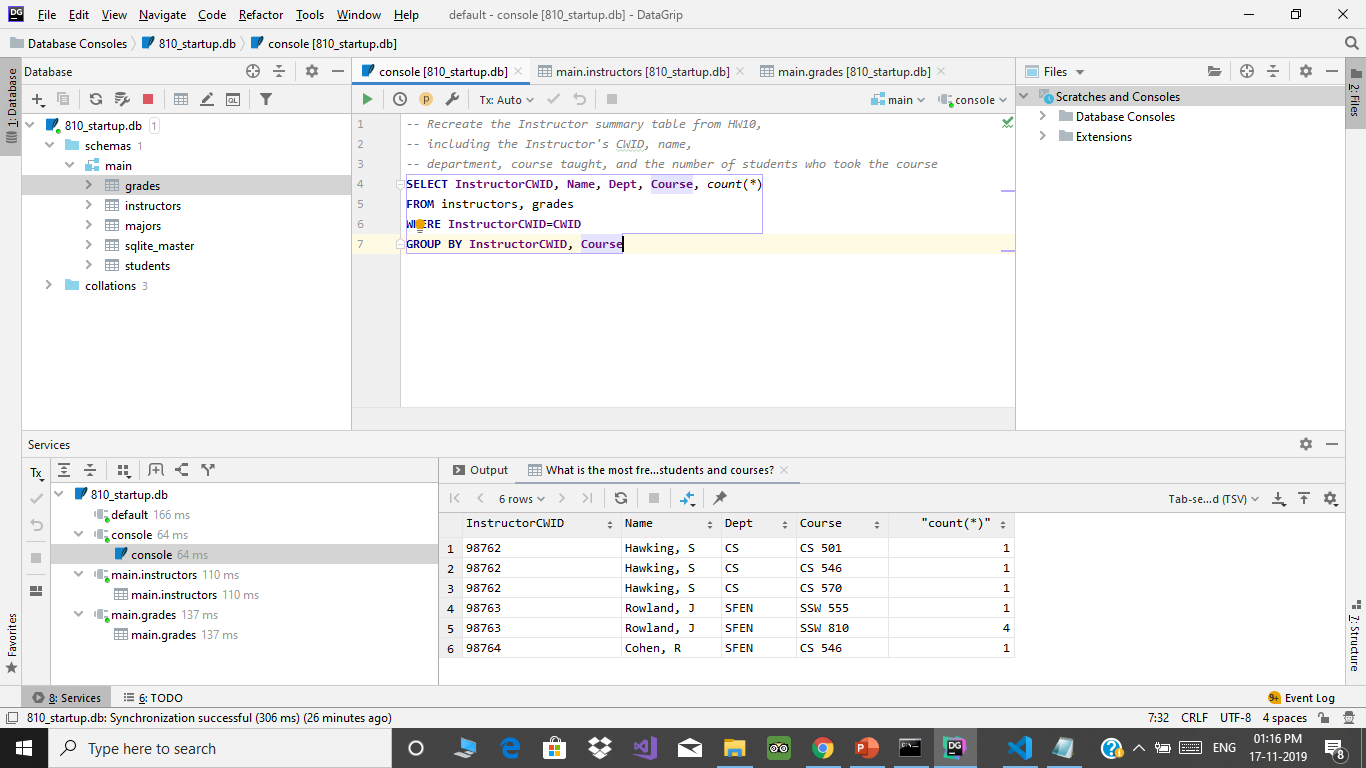 DG File Edit View Navigate Code Refactor Tools Window Help default - console [810_startup.db] - DataGrip
Database Consoles 810_startup.db console [810_startup.db]
1: Database
Database
810_startup.db 1
schemas 1
main
grades
instructors
majors
sqlite_master
students
collations 3
console [810_startup.db] main.instructors [810_startup.db] main.grades [810_startup.db]
Tx: Auto main console
1 -- Recreate the Instructor summary table from HW10,
2 -- including the Instructor's CWID, name,
3 -- department, course taught, and the number of students who took the course
4 SELECT InstructorCWID, Name, Dept, Course, count(*)
5 FROM instructors, grades
6 WHERE InstructorCWID=CWID
7 GROUP BY InstructorCWID, Course
Files
Scratches and Consoles
Database Consoles
Extensions
2: Files
Services
Tx
810_startup.db
default 166 ms
console 64 ms
console 64 ms
main.instructors 110 ms
main.instructors 110 ms
main.grades 137 ms
main.grades 137 ms
Output What is the most fre...students and courses?
6 rows Tab-se...d (TSV)
InstructorCWID Name Dept Course "count(*)"
1 98762 Hawking, S CS CS 501 1
2 98762 Hawking, S CS CS 546 1
3 98762 Hawking, S CS CS 570 1
4 98763 Rowland, J SFEN SSW 555 1
5 98763 Rowland, J SFEN SSW 810 4
6 98764 Cohen, R SFEN CS 546 1
Favorites
7: Structure
8: Services 6: TODO 9+ Event Log
810_startup.db: Synchronization successful (306 ms) (26 minutes ago) 7:32 CRLF UTF-8 4 spaces
Type here to search DG ENG 01:16 PM
17-11-2019 8